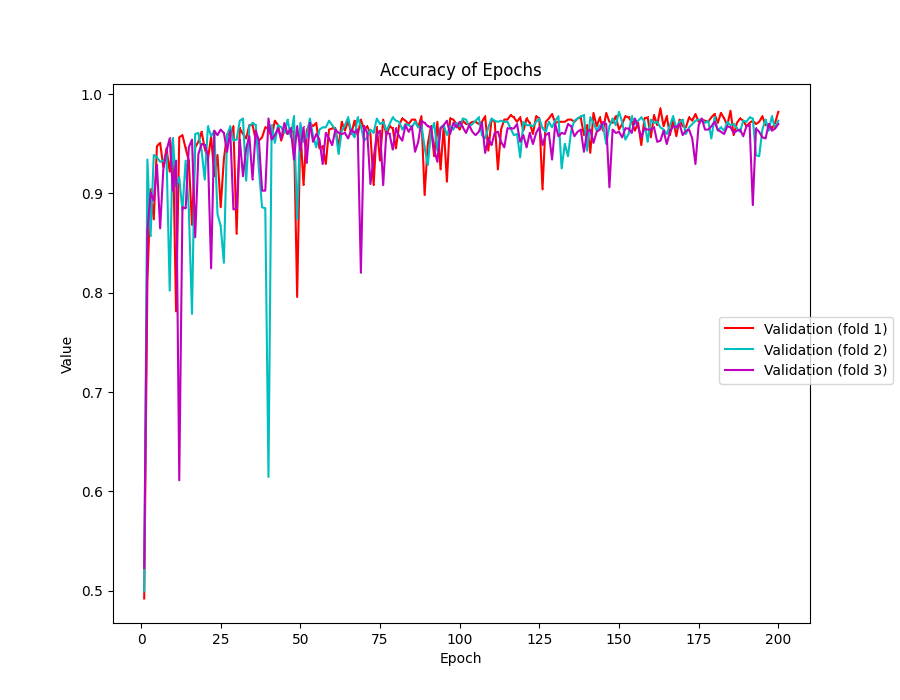 Accuracy of Epochs
1.0
0.9
0.8
0.7
0.6
0.5
Value
Validation (fold 1)
Validation (fold 2)
Validation (fold 3)
0 25 50 75 100 125 150 175 200
Epoch